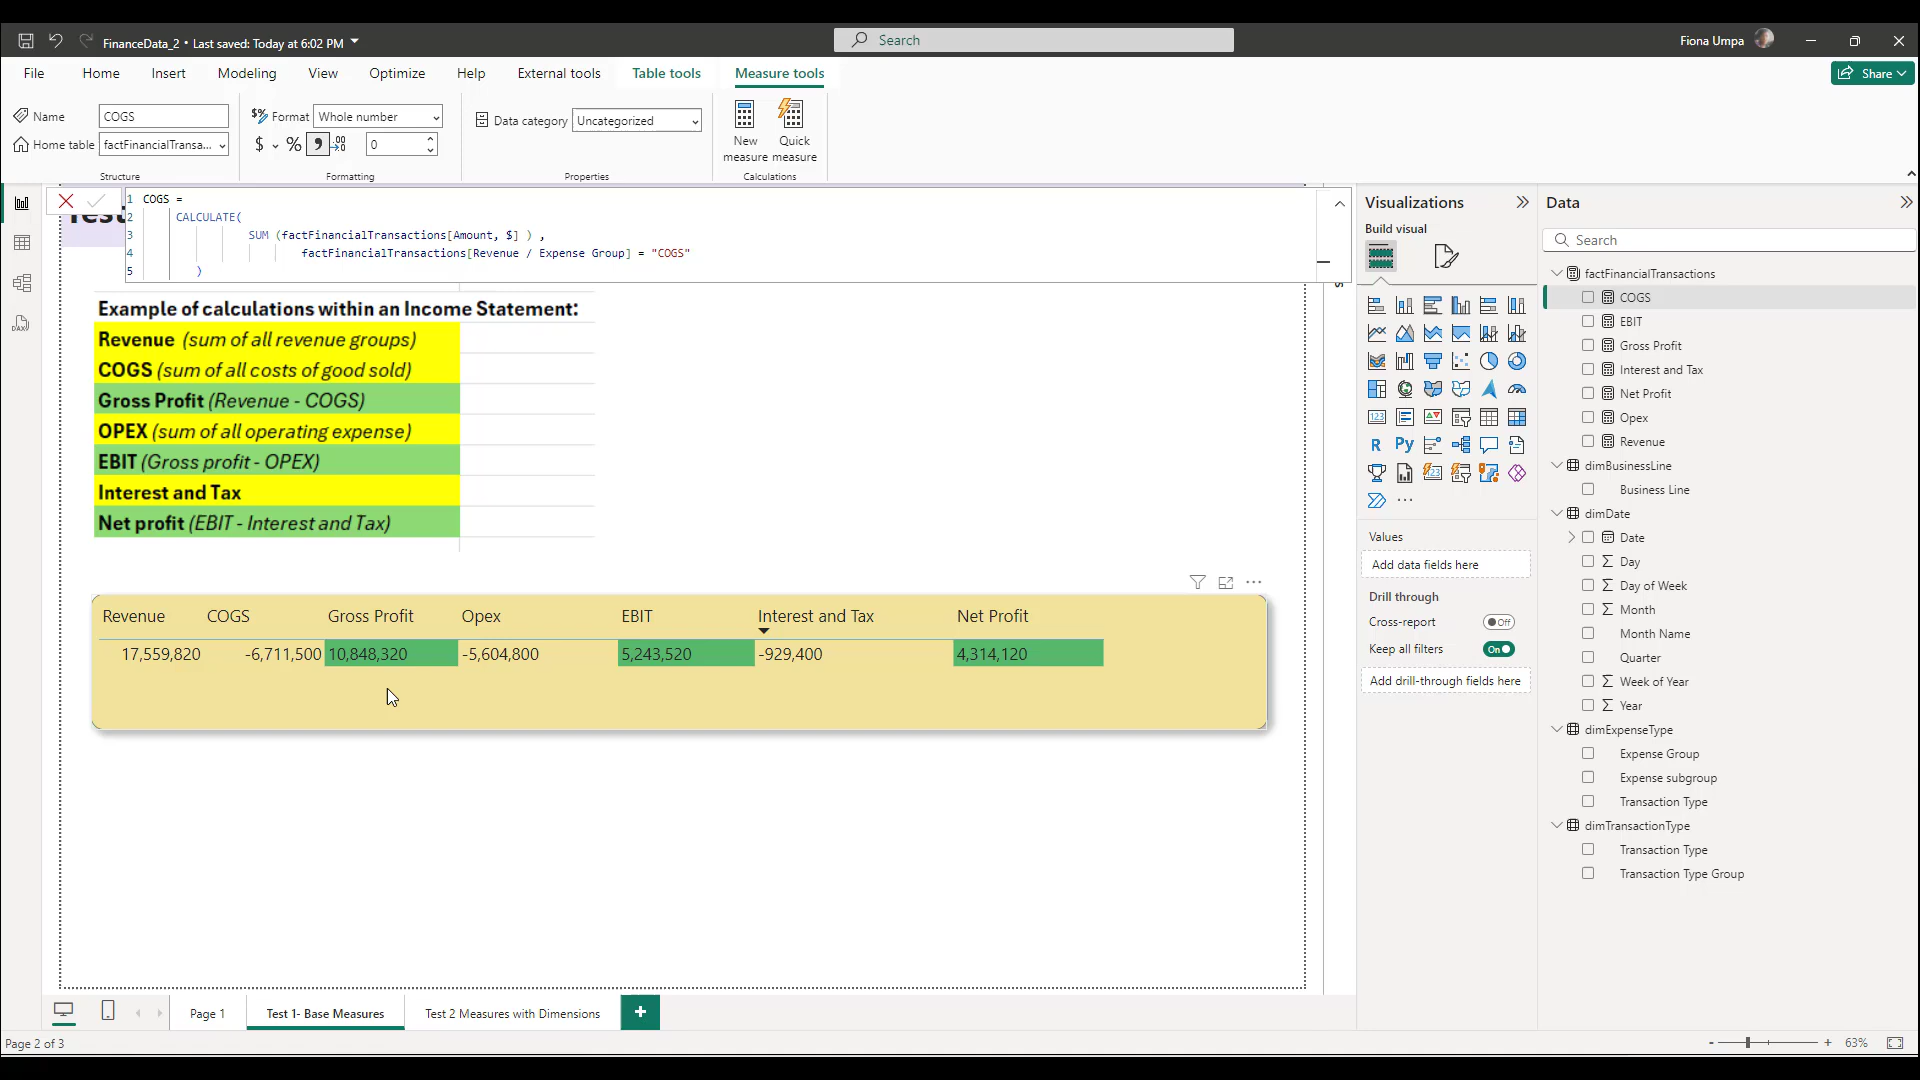 FinanceData_2 • Last saved: Today at 6:02 PM
Search
Fiona Umpa
File Home Insert Modeling View Optimize Help External tools Table tools Measure tools
Share
Name COGS
Home table factFinancialTransa...
Structure
Format Whole number
$ % 0
Formatting
Data category Uncategorized
Properties
New measure
Quick measure
Calculations
1 COGS =
2 CALCULATE(
3 SUM (factFinancialTransactions[Amount, $] ) ,
4 factFinancialTransactions[Revenue / Expense Group] = "COGS"
5 )
Example of calculations within an Income Statement:
Revenue (sum of all revenue groups)
COGS (sum of all costs of good sold)
Gross Profit (Revenue - COGS)
OPEX (sum of all operating expense)
EBIT (Gross profit - OPEX)
Interest and Tax
Net profit (EBIT - Interest and Tax)
Revenue COGS Gross Profit Opex EBIT Interest and Tax Net Profit
17,559,820 -6,711,500 10,848,320 -5,604,800 5,243,520 -929,400 4,314,120
Page 1
Test 1- Base Measures
Test 2 Measures with Dimensions
+
Page 2 of 3
- + 63%
Visualizations
Build visual
R Py
Values
Add data fields here
Drill through
Cross-report Off
Keep all filters On
Add drill-through fields here
Data
Search
factFinancialTransactions
COGS
EBIT
Gross Profit
Interest and Tax
Net Profit
Opex
Revenue
dimBusinessLine
Business Line
dimDate
Date
Day
Day of Week
Month
Month Name
Quarter
Week of Year
Year
dimExpenseType
Expense Group
Expense subgroup
Transaction Type
dimTransactionType
Transaction Type
Transaction Type Group